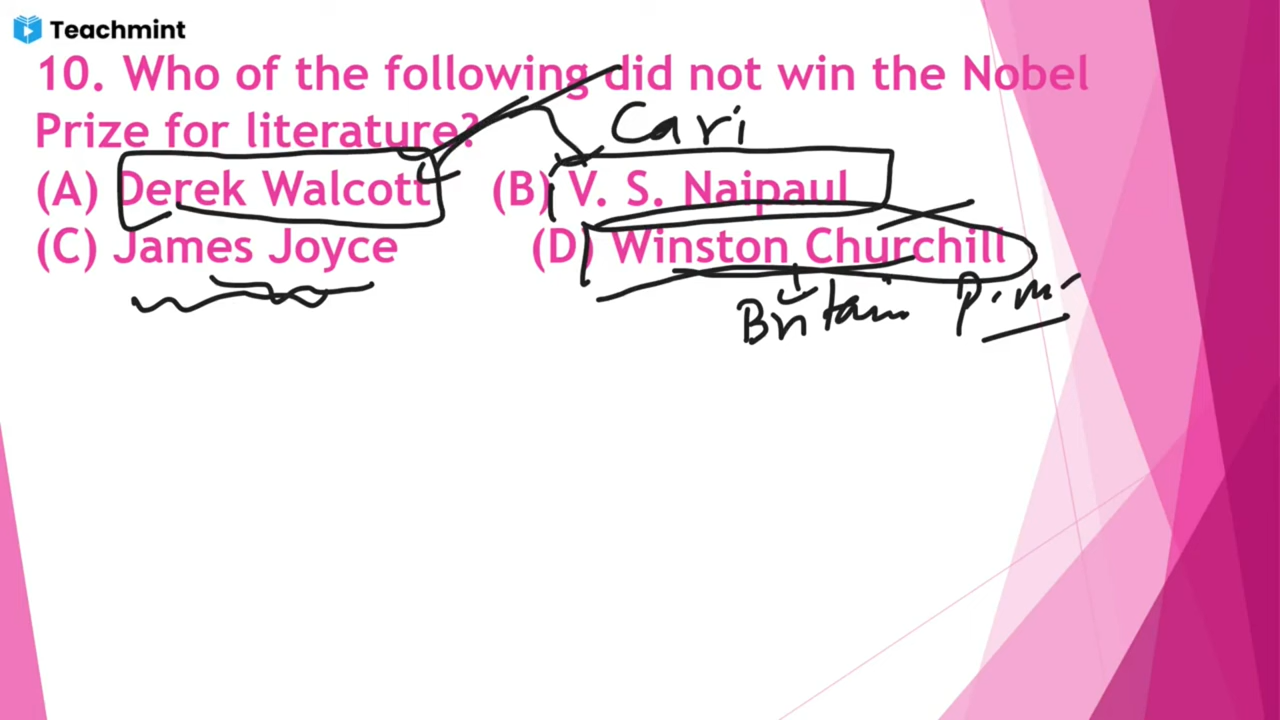 Teachmint
10. Who of the following did not win the Nobel
Prize for literature?
Cari
(A) Derek Walcott (B) V. S. Naipaul
(C) James Joyce (D) Winston Churchill
Britain P.M.